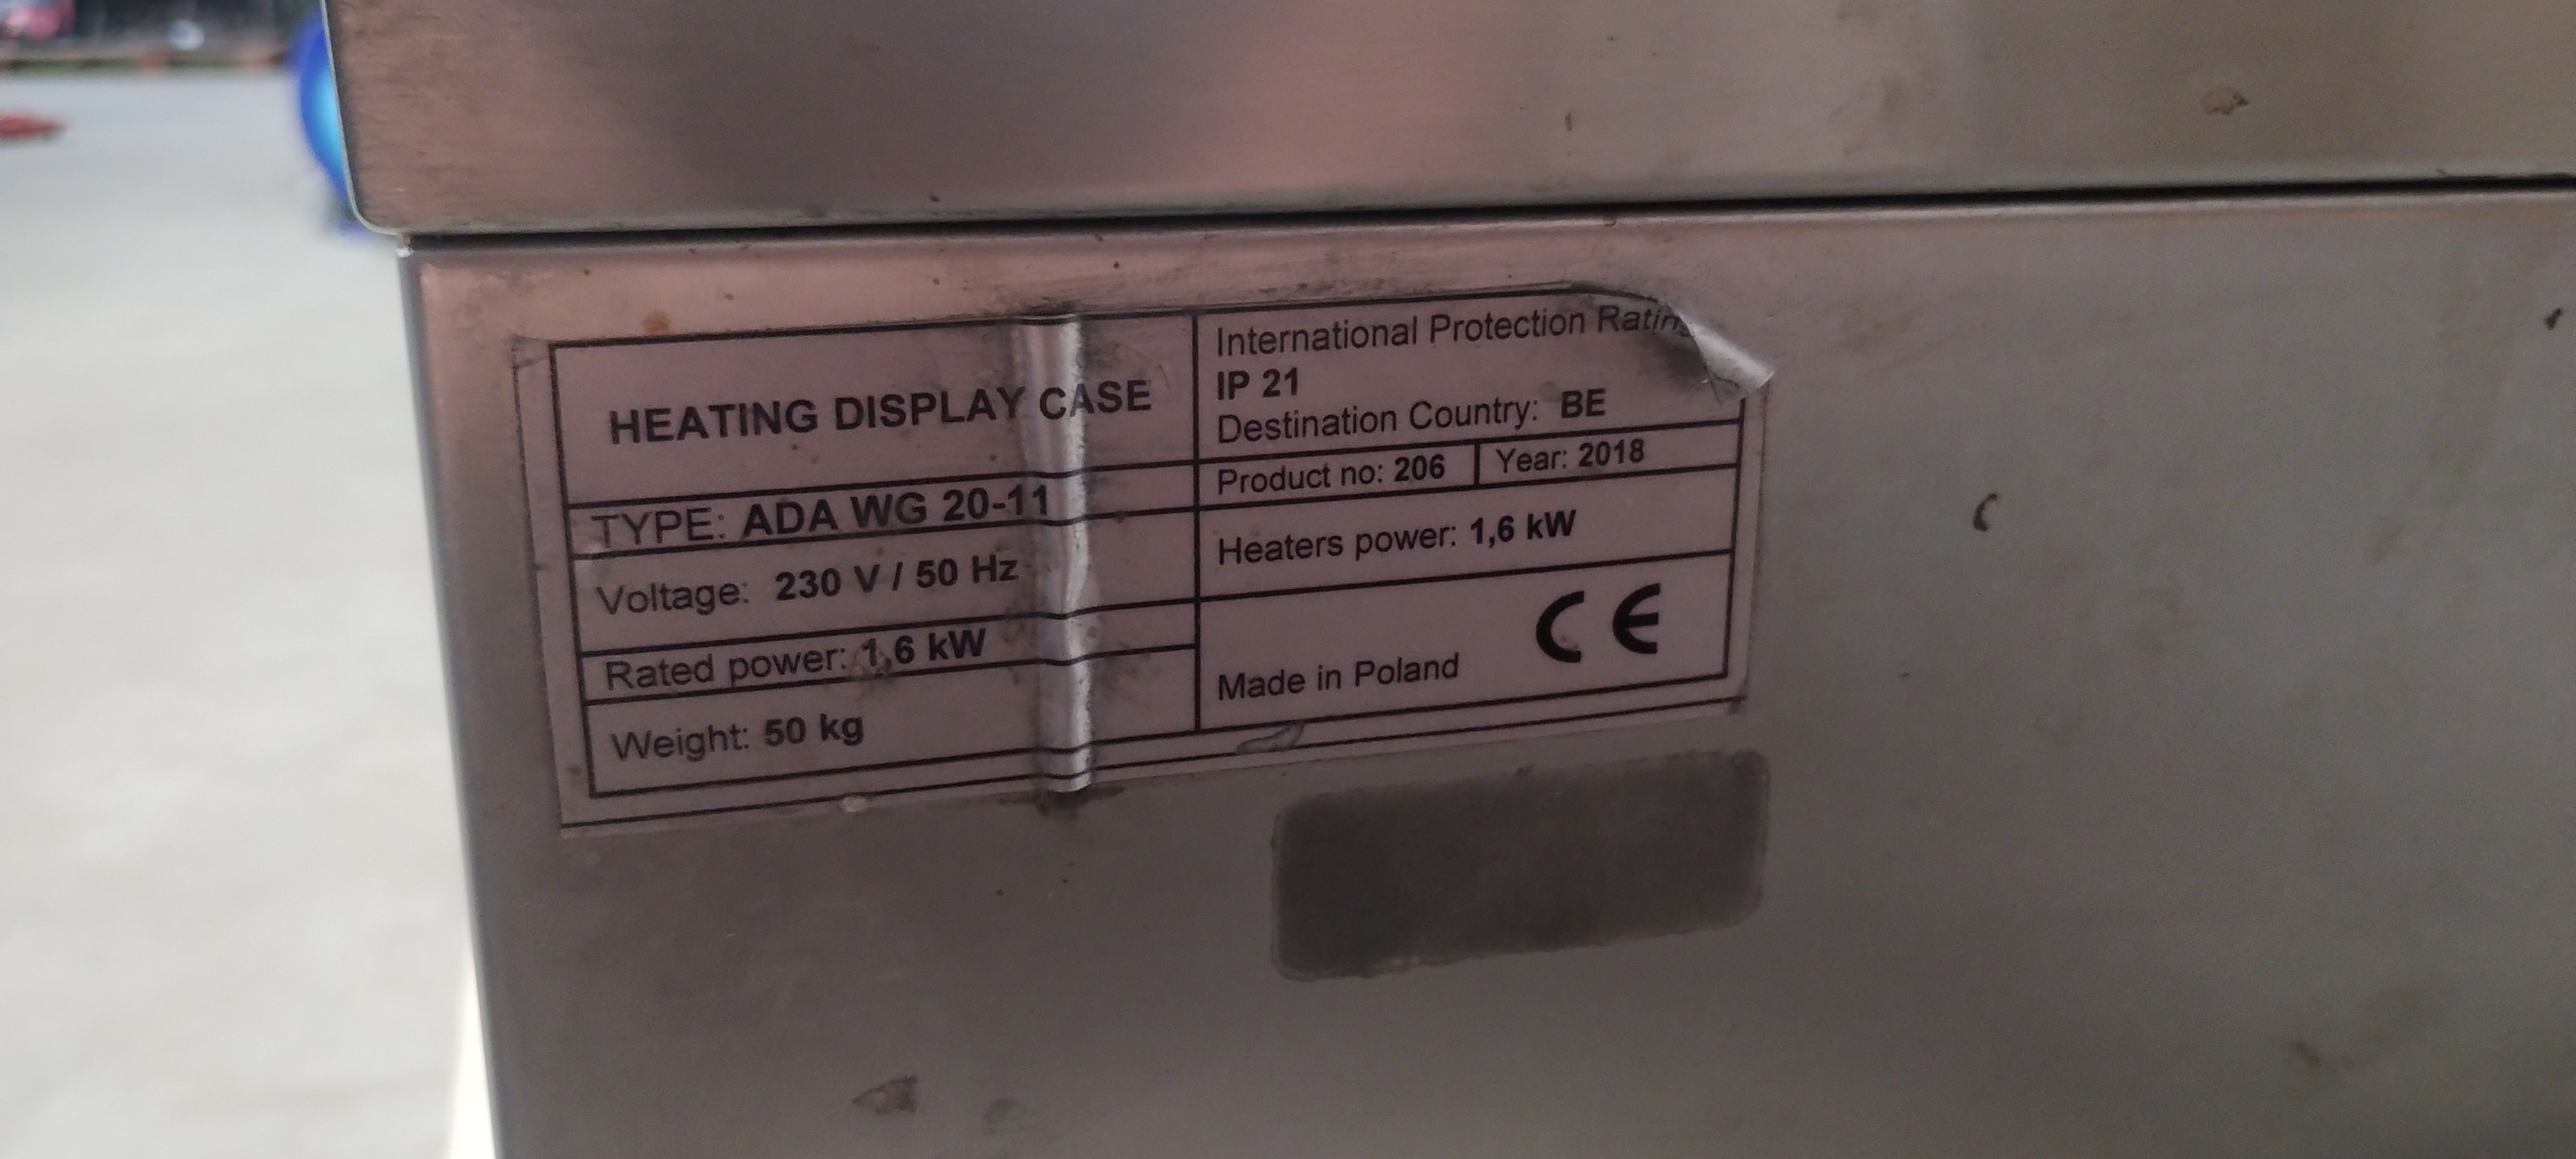 HEATING DISPLAY CASE
TYPE: ADA WG 20-11
Voltage: 230 V / 50 Hz
Rated power: 1,6 kW
Weight: 50 kg
International Protection Rating
IP 21
Destination Country: BE
Product no: 206 Year: 2018
Heaters power: 1,6 kW
Made in Poland CE